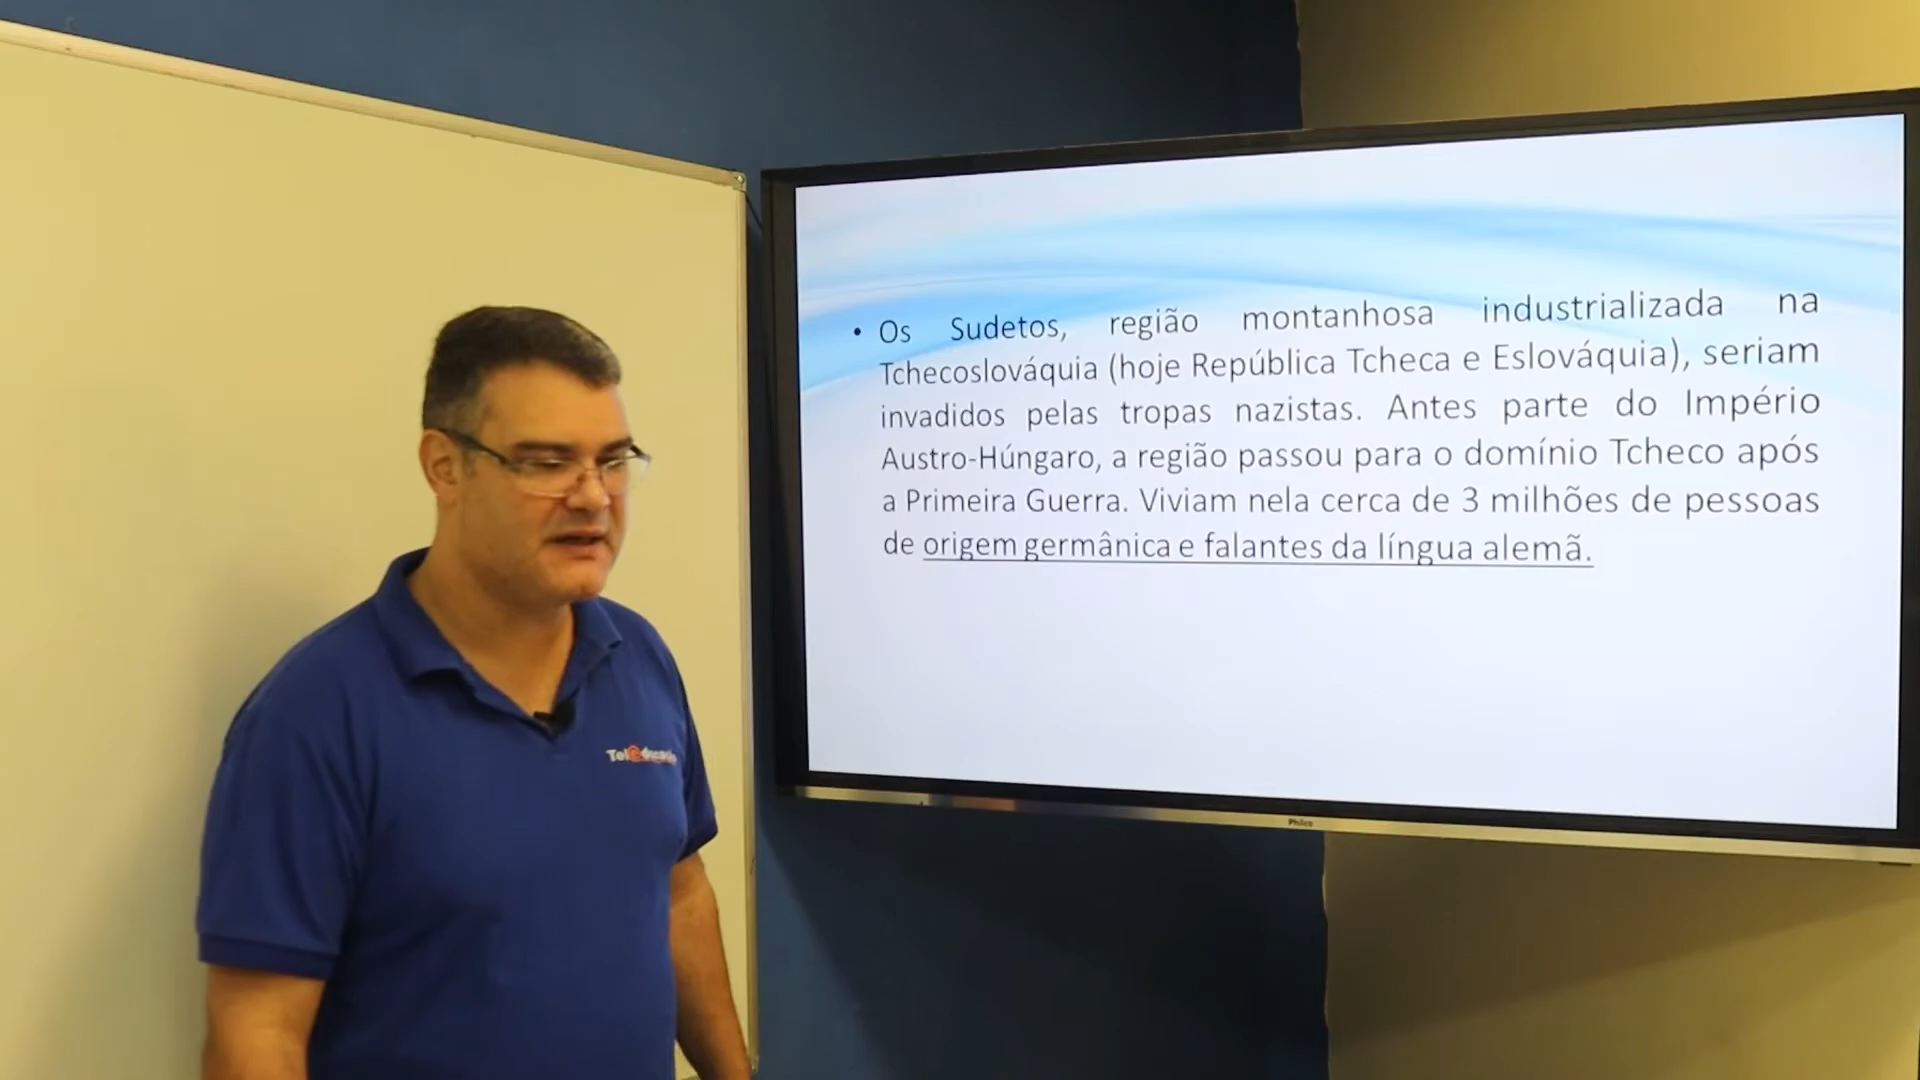 • Os Sudetos, região montanhosa industrializada na
Tchecoslováquia (hoje República Tcheca e Eslováquia), seriam
invadidos pelas tropas nazistas. Antes parte do Império
Austro-Húngaro, a região passou para o domínio Tcheco após
a Primeira Guerra. Viviam nela cerca de 3 milhões de pessoas
de origem germânica e falantes da língua alemã.
Philco